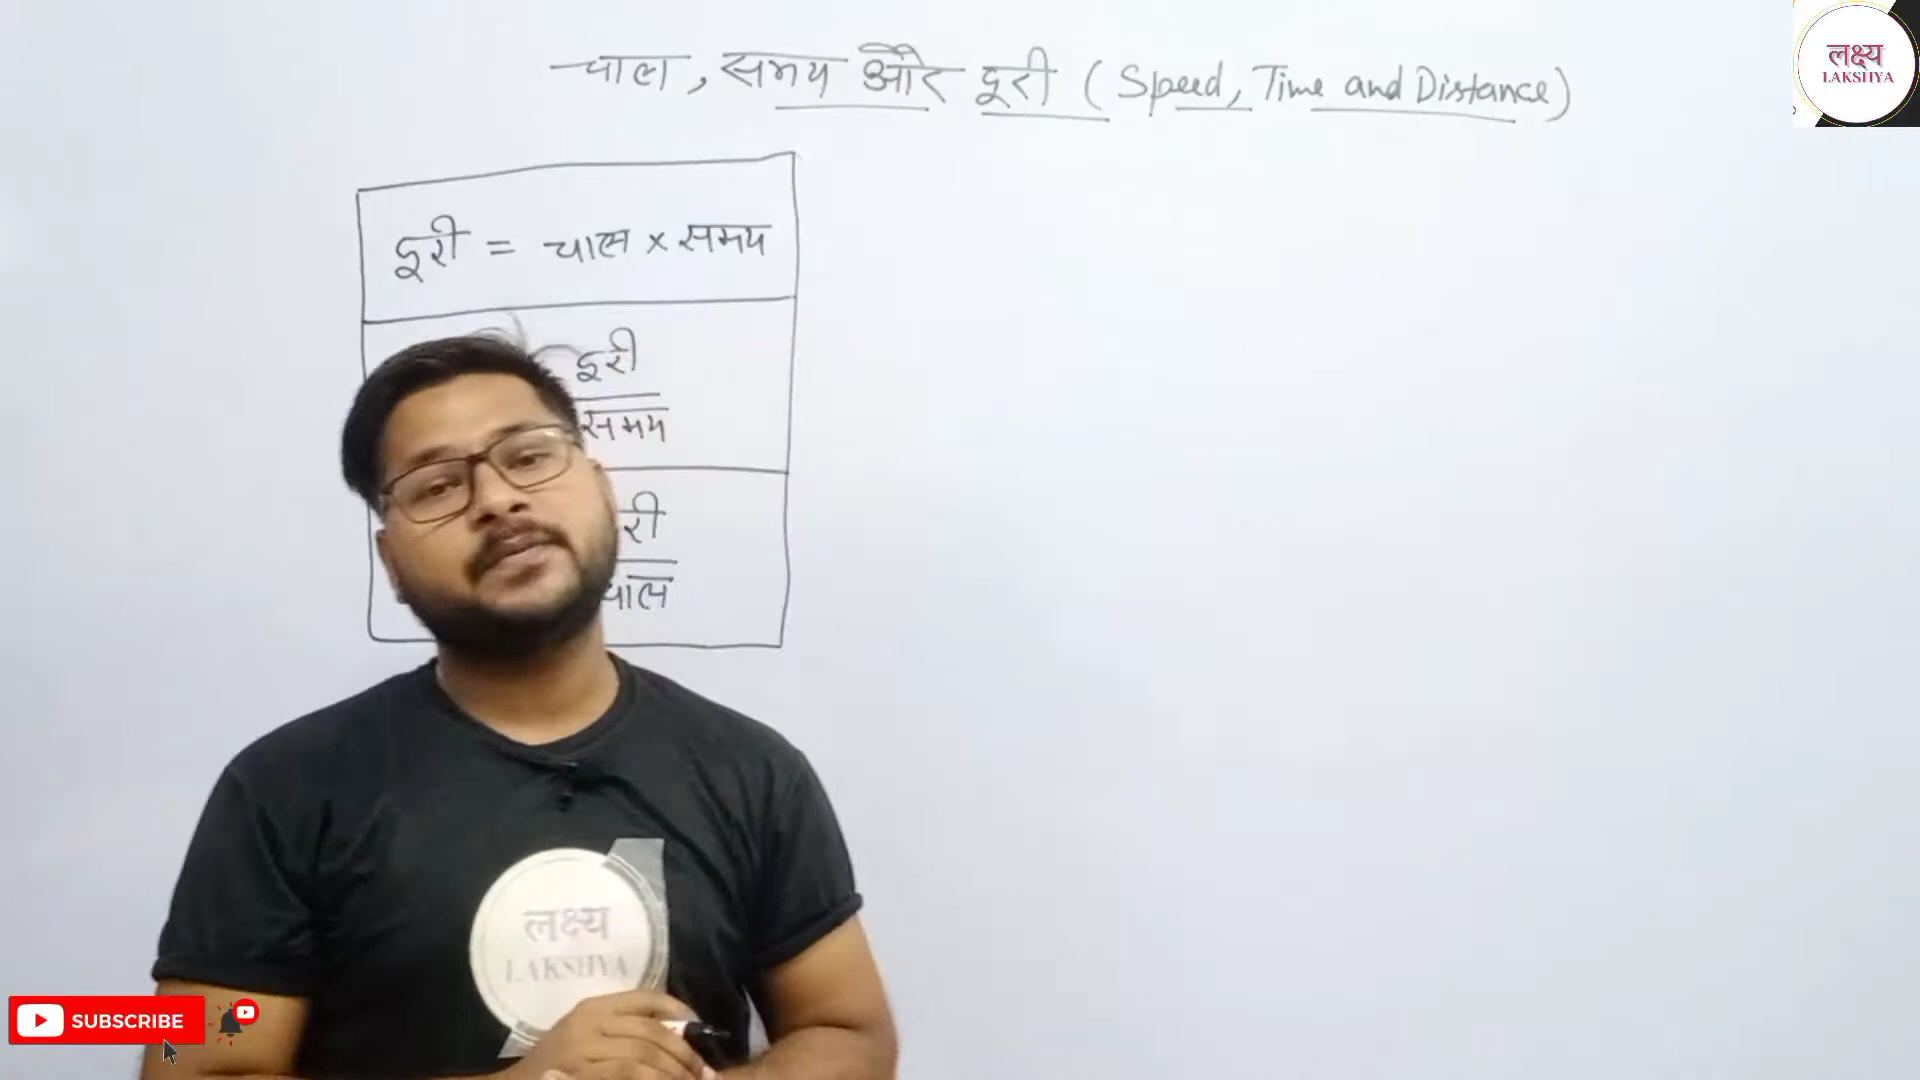 चाल, समय और दूरी (Speed, Time and Distance)
लक्ष्य
LAKSHYA
दूरी = चाल × समय
दूरी
समय
री
चाल
लक्ष्य
LAKSHYA
SUBSCRIBE